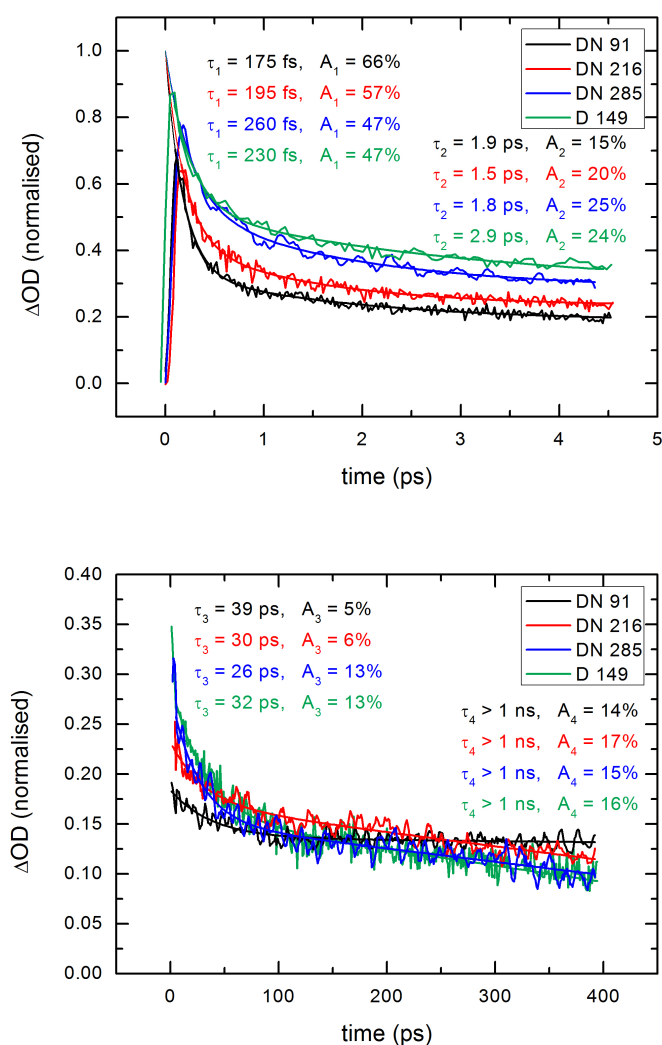 τ1 = 175 fs, A1 = 66%
τ1 = 195 fs, A1 = 57%
τ1 = 260 fs, A1 = 47%
τ1 = 230 fs, A1 = 47%
DN 91
DN 216
DN 285
D 149
τ2 = 1.9 ps, A2 = 15%
τ2 = 1.5 ps, A2 = 20%
τ2 = 1.8 ps, A2 = 25%
τ2 = 2.9 ps, A2 = 24%
1.0
0.8
0.6
0.4
0.2
0.0
ΔOD (normalised)
0 1 2 3 4 5
time (ps)
τ3 = 39 ps, A3 = 5%
τ3 = 30 ps, A3 = 6%
τ3 = 26 ps, A3 = 13%
τ3 = 32 ps, A3 = 13%
DN 91
DN 216
DN 285
D 149
τ4 > 1 ns, A4 = 14%
τ4 > 1 ns, A4 = 17%
τ4 > 1 ns, A4 = 15%
τ4 > 1 ns, A4 = 16%
0.40
0.35
0.30
0.25
0.20
0.15
0.10
0.05
0.00
ΔOD (normalised)
0 100 200 300 400
time (ps)